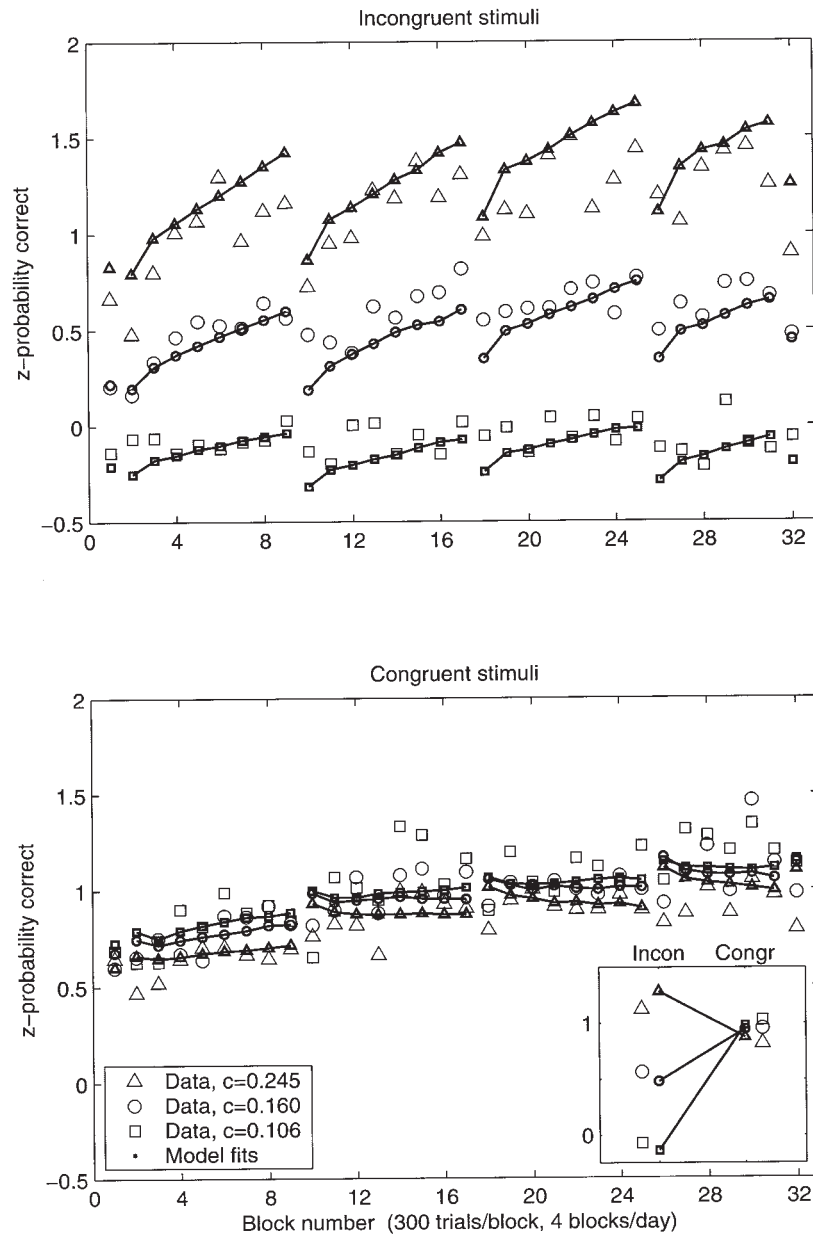 Incongruent stimuli
2
1.5
1
0.5
0
−0.5
z−probability correct
0 4 8 12 16 20 24 28 32
Congruent stimuli
2
1.5
1
0.5
0
−0.5
z−probability correct
Incon Congr
1
0
Data, c=0.245
Data, c=0.160
Data, c=0.106
Model fits
0 4 8 12 16 20 24 28 32
Block number (300 trials/block, 4 blocks/day)